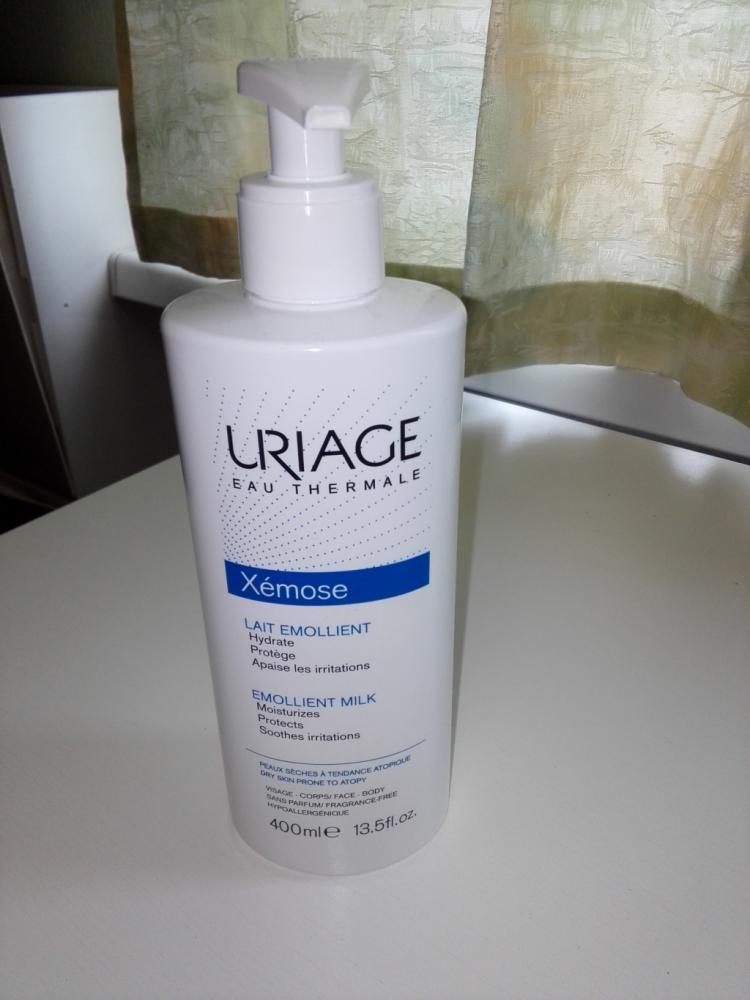 URIAGE
EAU THERMALE
Xémose
LAIT EMOLLIENT
Hydrate
Protège
Apaise les irritations
EMOLLIENT MILK
Moisturizes
Protects
Soothes irritations
PEAUX SÈCHES À TENDANCE ATOPIQUE
DRY SKIN PRONE TO ATOPY
VISAGE - CORPS/ FACE - BODY
SANS PARFUM/ FRAGRANCE-FREE
HYPOALLERGÉNIQUE
400ml℮ 13.5fl.oz.